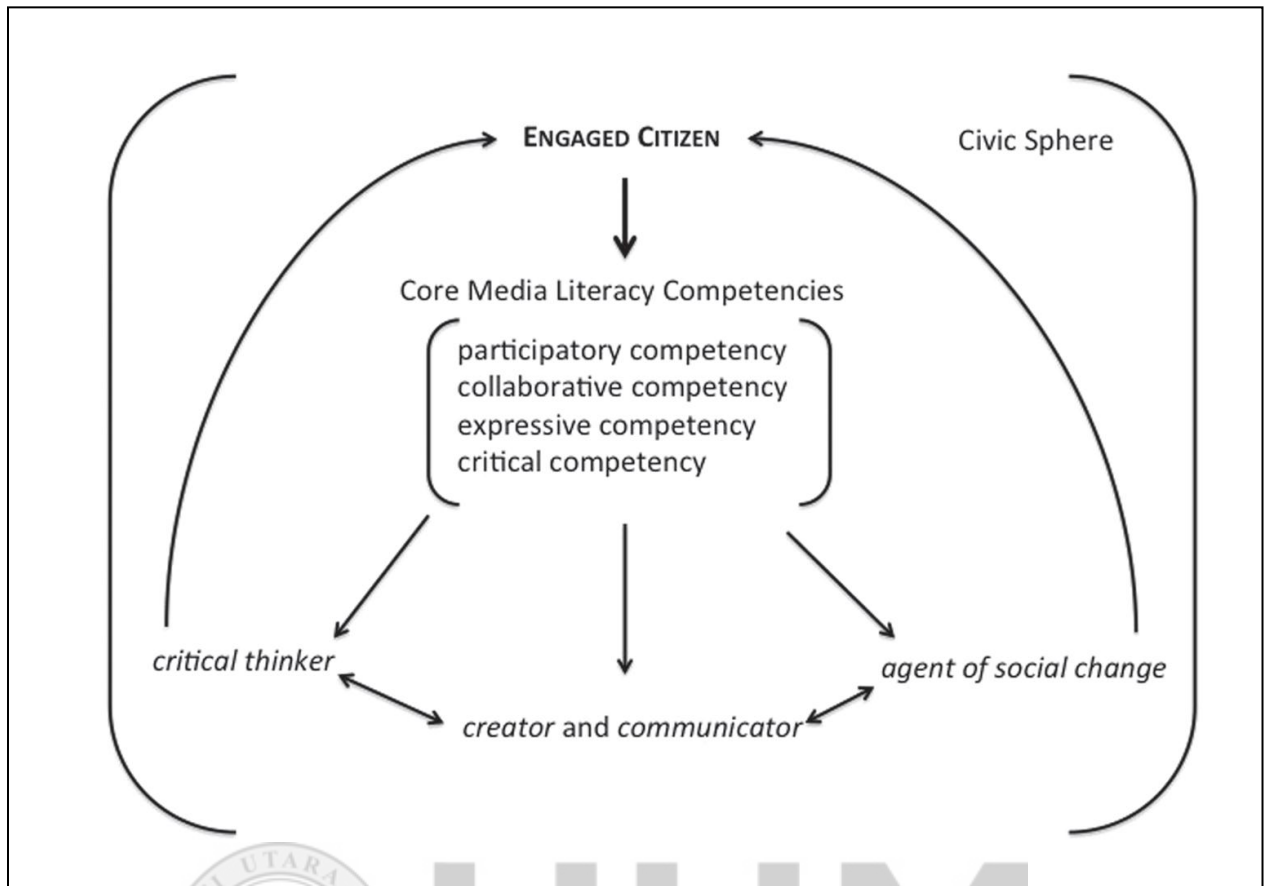 ENGAGED CITIZEN
Civic Sphere
Core Media Literacy Competencies
participatory competency
collaborative competency
expressive competency
critical competency
critical thinker
agent of social change
creator and communicator
UTARA